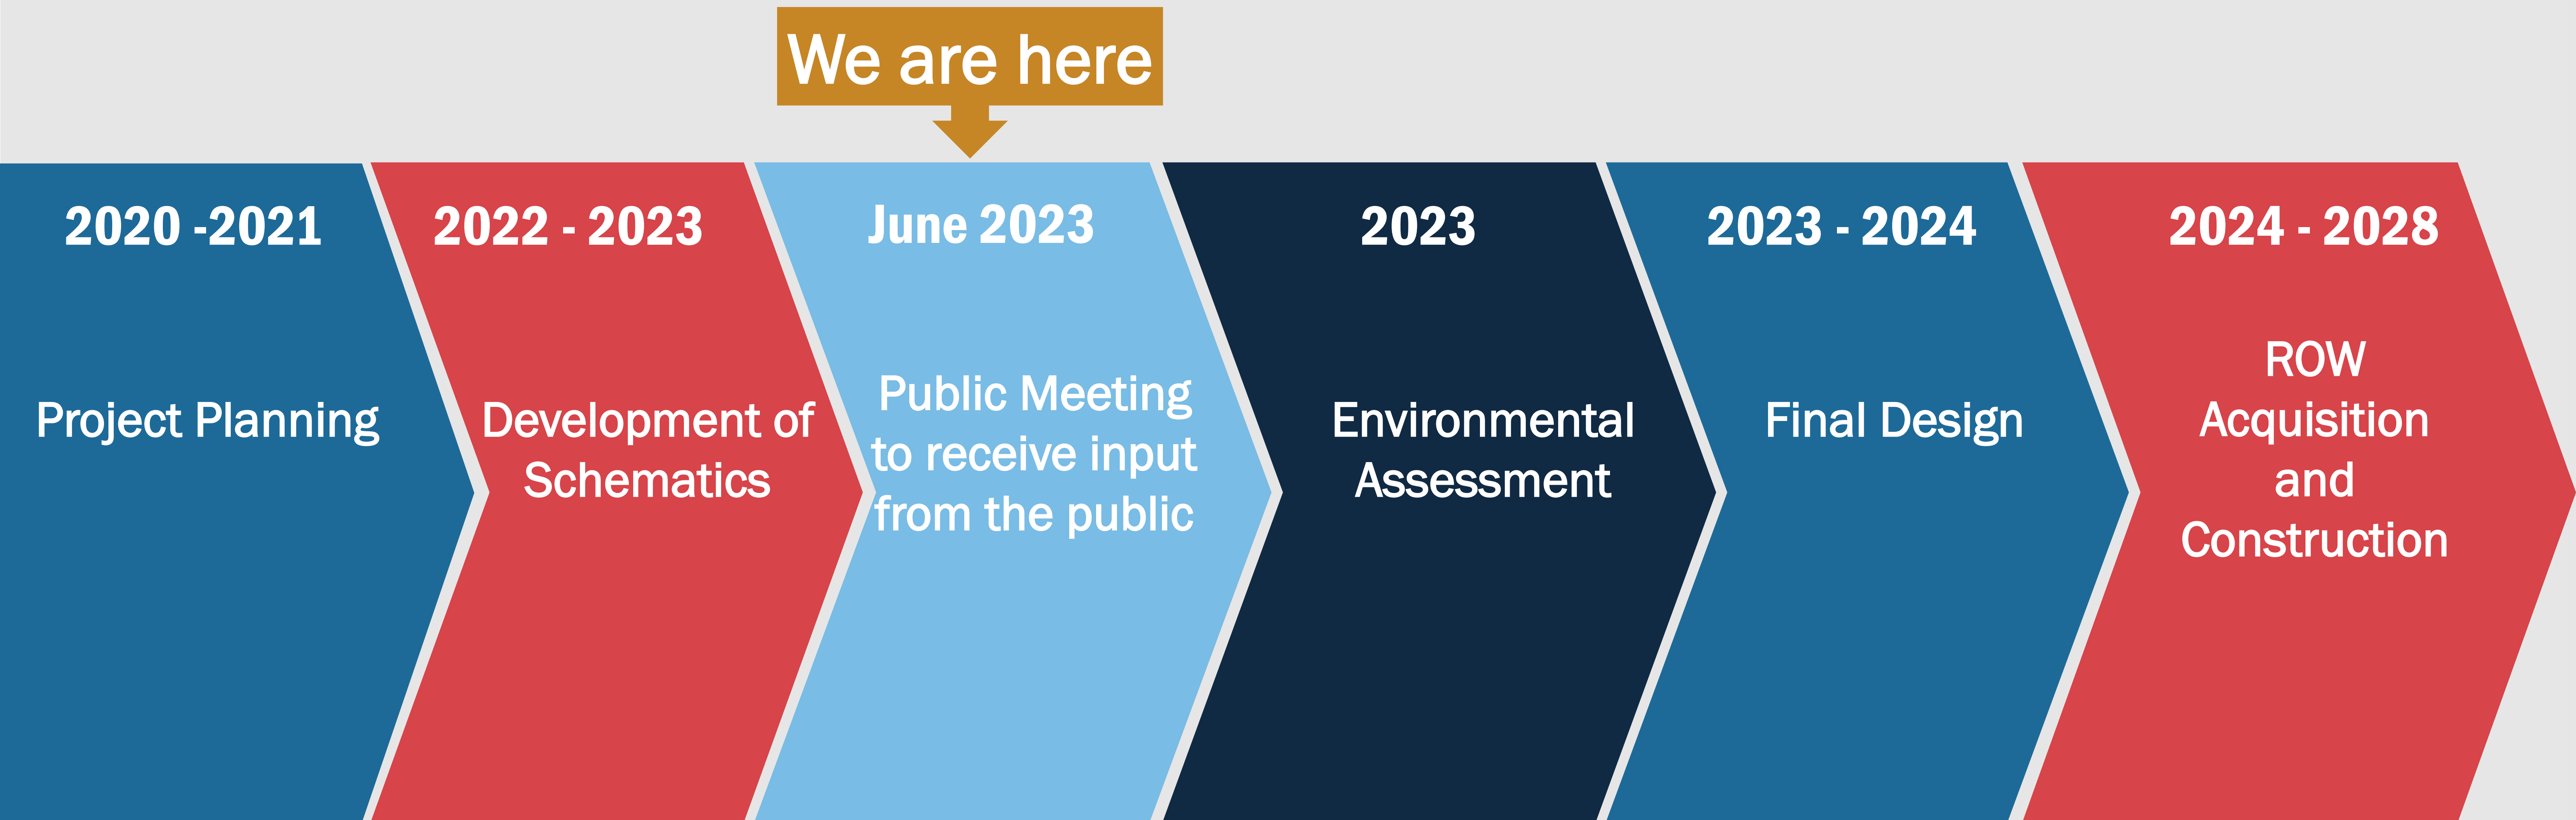 We are here
2020 -2021
Project Planning
2022 - 2023
Development of
Schematics
June 2023
Public Meeting
to receive input
from the public
2023
Environmental
Assessment
2023 - 2024
Final Design
2024 - 2028
ROW
Acquisition
and
Construction